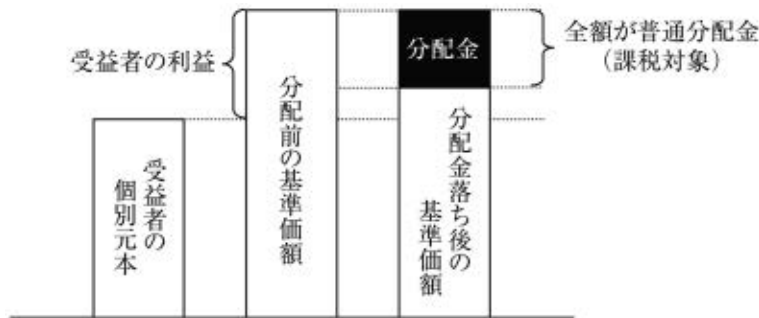 受益者の利益
分配金
全額が普通分配金
(課税対象)
受益者の
個別元本
分配前の基準価額
分配金落ち後の
基準価額